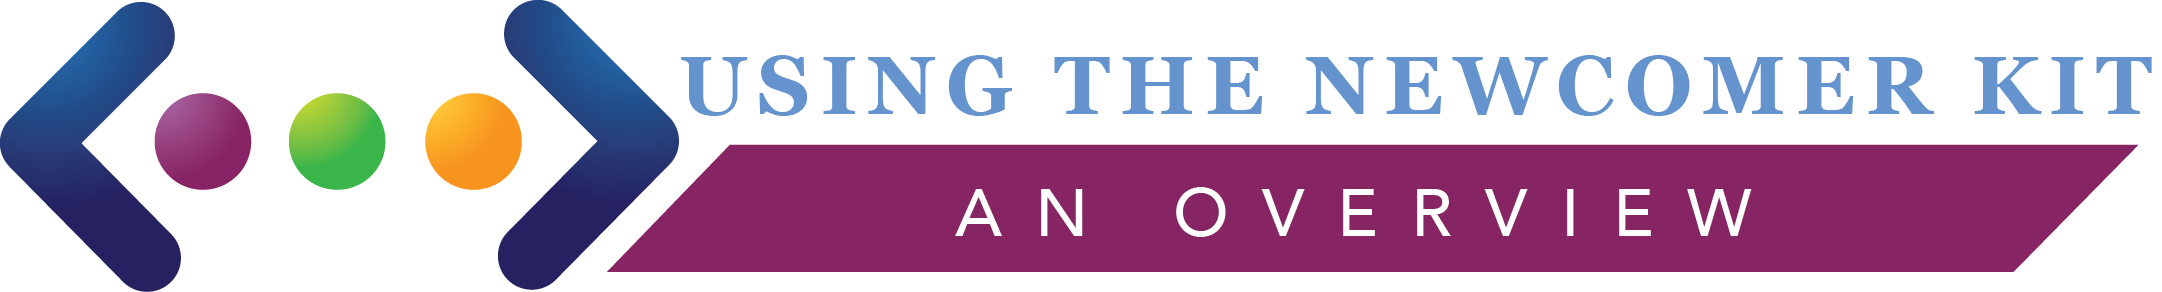 USING THE NEWCOMER KIT
AN OVERVIEW